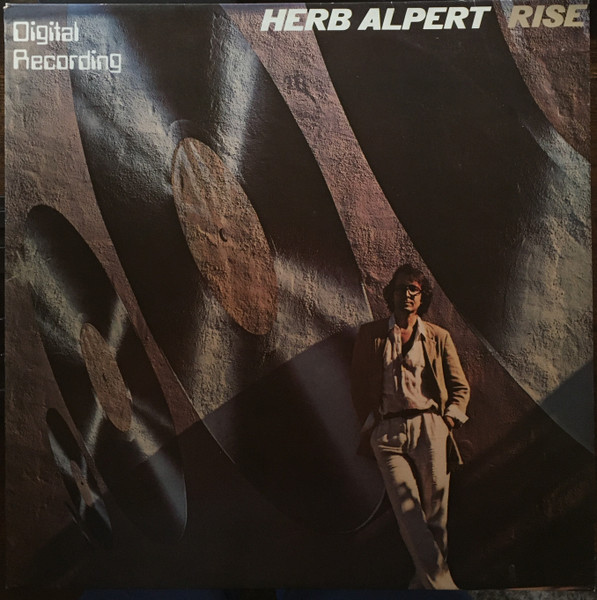 Digital
Recording
HERB ALPERT RISE